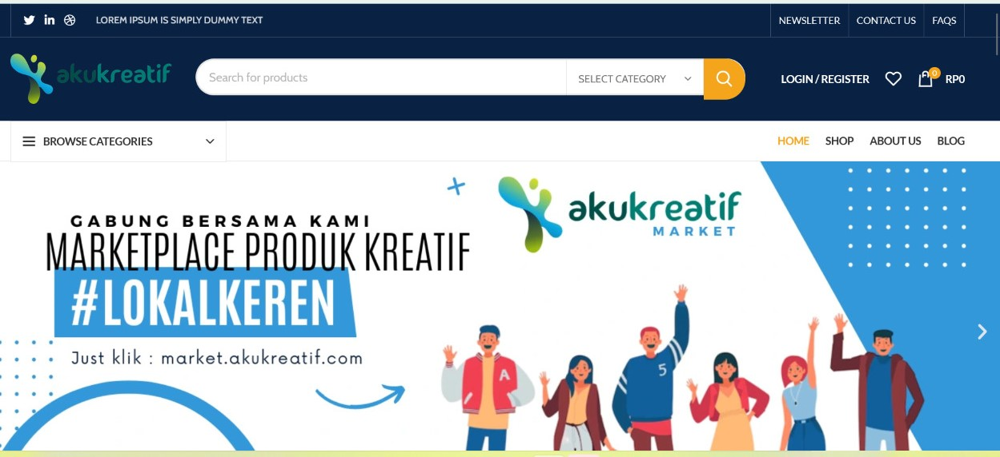 LOREM IPSUM IS SIMPLY DUMMY TEXT
NEWSLETTER CONTACT US FAQS
akukreatif
Search for products
SELECT CATEGORY
LOGIN / REGISTER
0
RP0
BROWSE CATEGORIES
HOME SHOP ABOUT US BLOG
akukreatif
MARKET
GABUNG BERSAMA KAMI
MARKETPLACE PRODUK KREATIF
#LOKALKEREN
Just klik : market.akukreatif.com
A
5